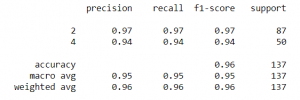 precision recall f1-score support
2 0.97 0.97 0.97 87
4 0.94 0.94 0.94 50
accuracy 0.96 137
macro avg 0.95 0.95 0.95 137
weighted avg 0.96 0.96 0.96 137